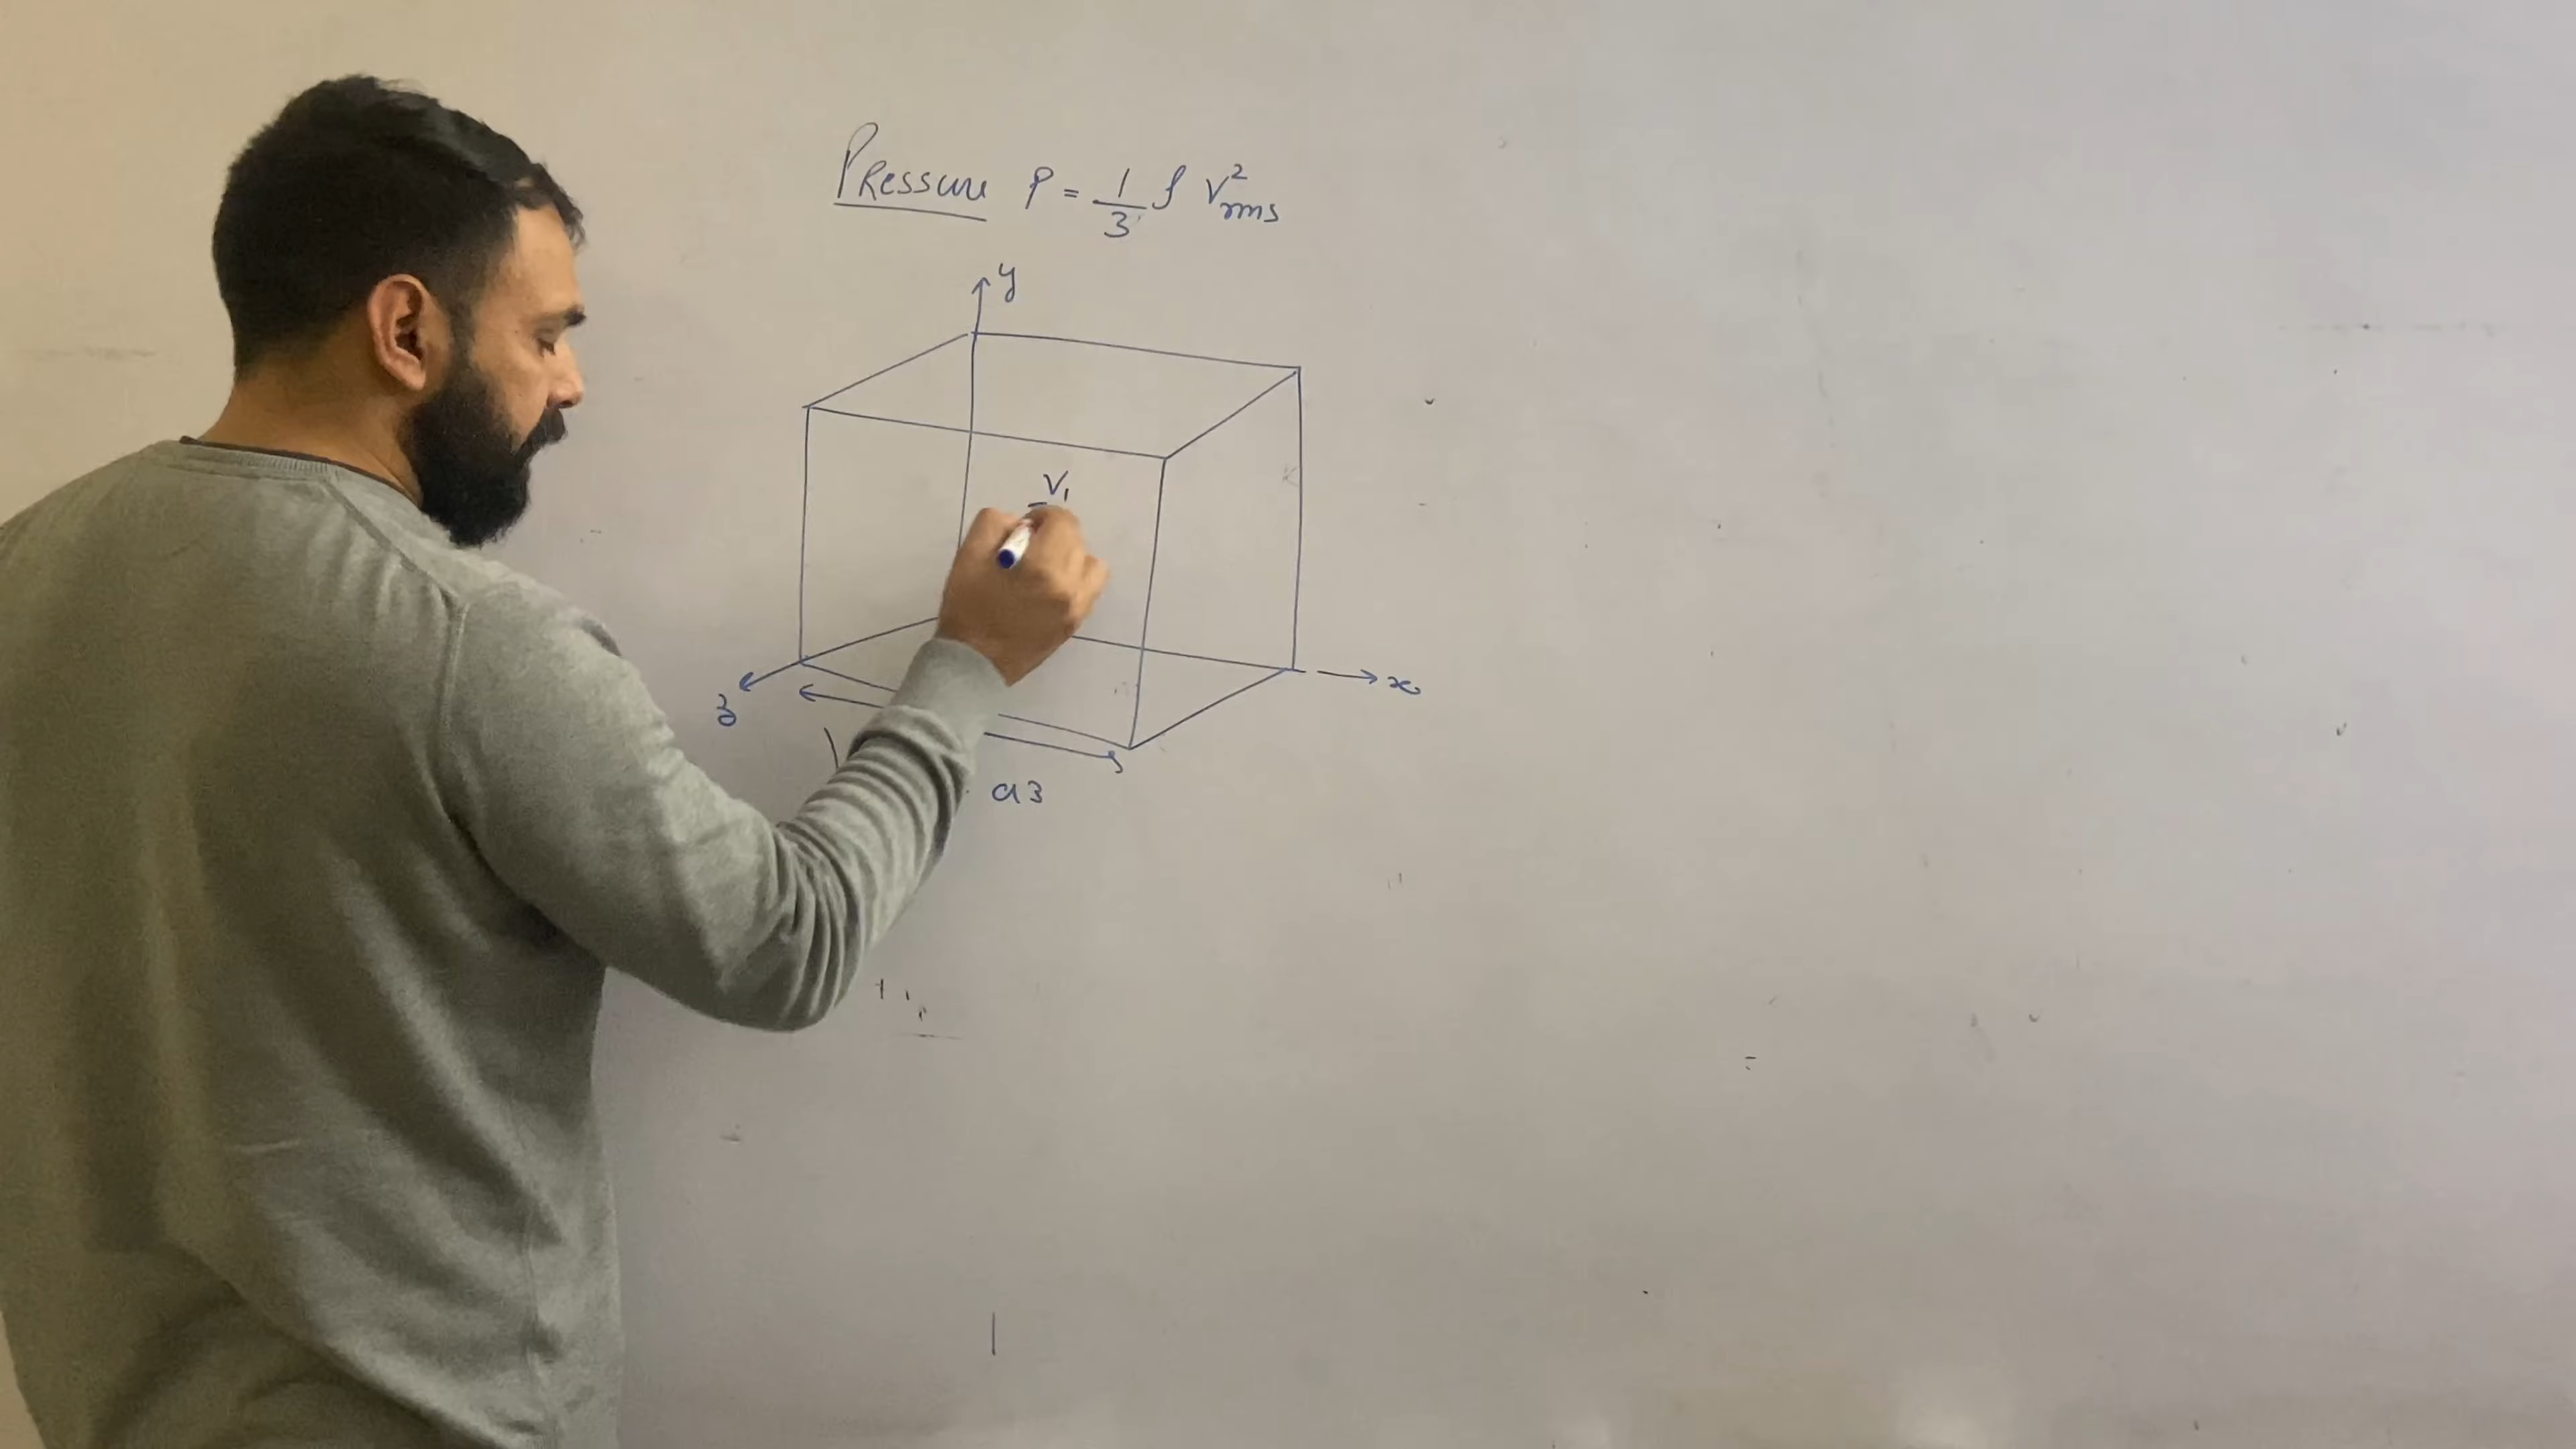 Pressure P = 1/3 ρ V²rms
y
V₁
x
z
a3